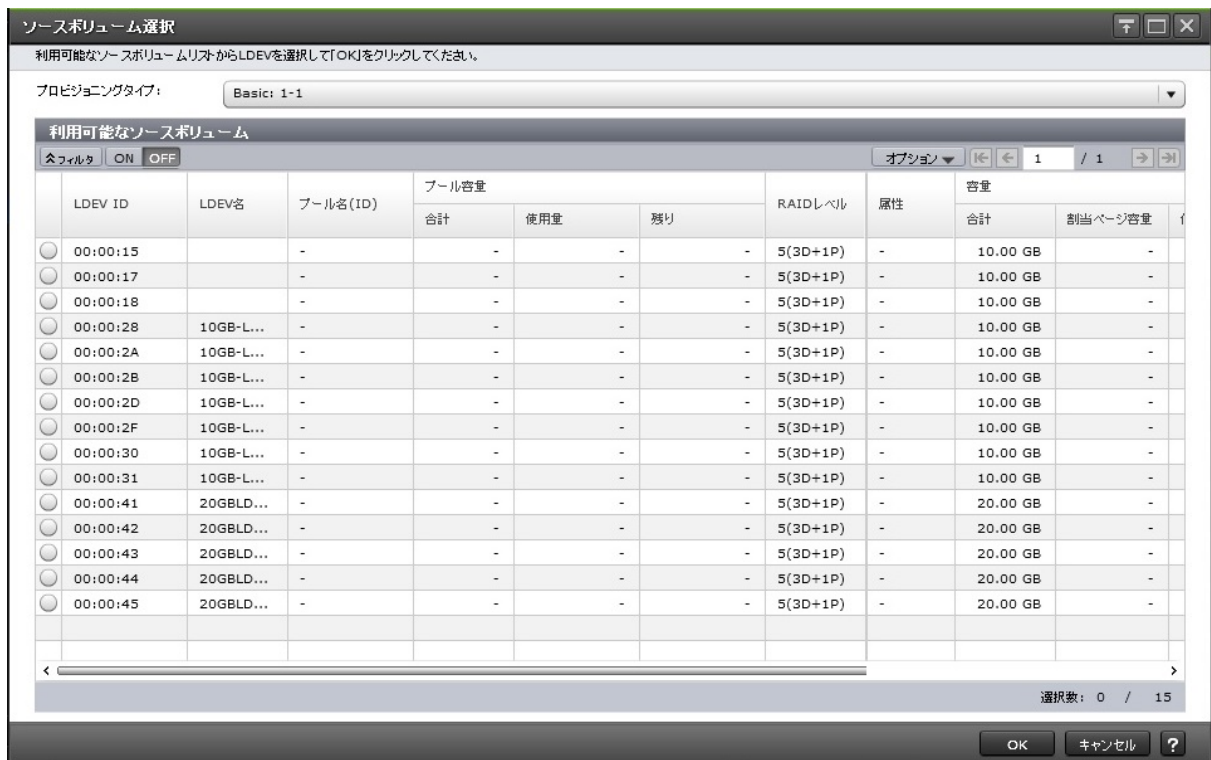 ソースボリューム選択
利用可能なソースボリュームリストからLDEVを選択して「OK」をクリックしてください。
プロビジョニングタイプ: Basic: 1-1
利用可能なソースボリューム
フィルタ ON OFF オプション 1 / 1
LDEV ID LDEV名 プール名(ID) プール容量 RAIDレベル 属性 容量
合計 使用量 残り 合計 割当ページ容量
00:00:15 - - - - 5(3D+1P) - 10.00 GB -
00:00:17 - - - - 5(3D+1P) - 10.00 GB -
00:00:18 - - - - 5(3D+1P) - 10.00 GB -
00:00:28 10GB-L... - - - - 5(3D+1P) - 10.00 GB -
00:00:2A 10GB-L... - - - - 5(3D+1P) - 10.00 GB -
00:00:2B 10GB-L... - - - - 5(3D+1P) - 10.00 GB -
00:00:2D 10GB-L... - - - - 5(3D+1P) - 10.00 GB -
00:00:2F 10GB-L... - - - - 5(3D+1P) - 10.00 GB -
00:00:30 10GB-L... - - - - 5(3D+1P) - 10.00 GB -
00:00:31 10GB-L... - - - - 5(3D+1P) - 10.00 GB -
00:00:41 20GBLD... - - - - 5(3D+1P) - 20.00 GB -
00:00:42 20GBLD... - - - - 5(3D+1P) - 20.00 GB -
00:00:43 20GBLD... - - - - 5(3D+1P) - 20.00 GB -
00:00:44 20GBLD... - - - - 5(3D+1P) - 20.00 GB -
00:00:45 20GBLD... - - - - 5(3D+1P) - 20.00 GB -
選択数: 0 / 15
OK キャンセル ?